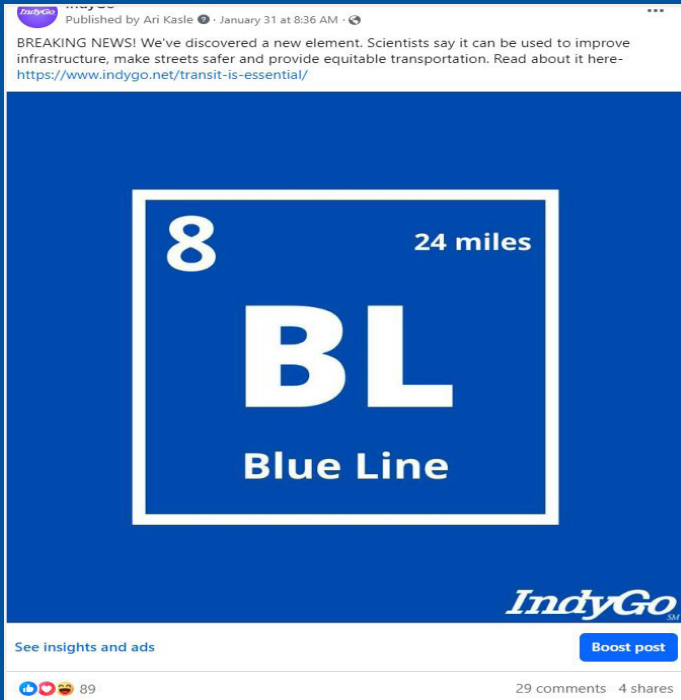 IndyGo
Published by Ari Kasle · January 31 at 8:36 AM ·
BREAKING NEWS! We've discovered a new element. Scientists say it can be used to improve
infrastructure, make streets safer and provide equitable transportation. Read about it here-
https://www.indygo.net/transit-is-essential/
8
24 miles
BL
Blue Line
IndyGo SM
See insights and ads
Boost post
89
29 comments 4 shares